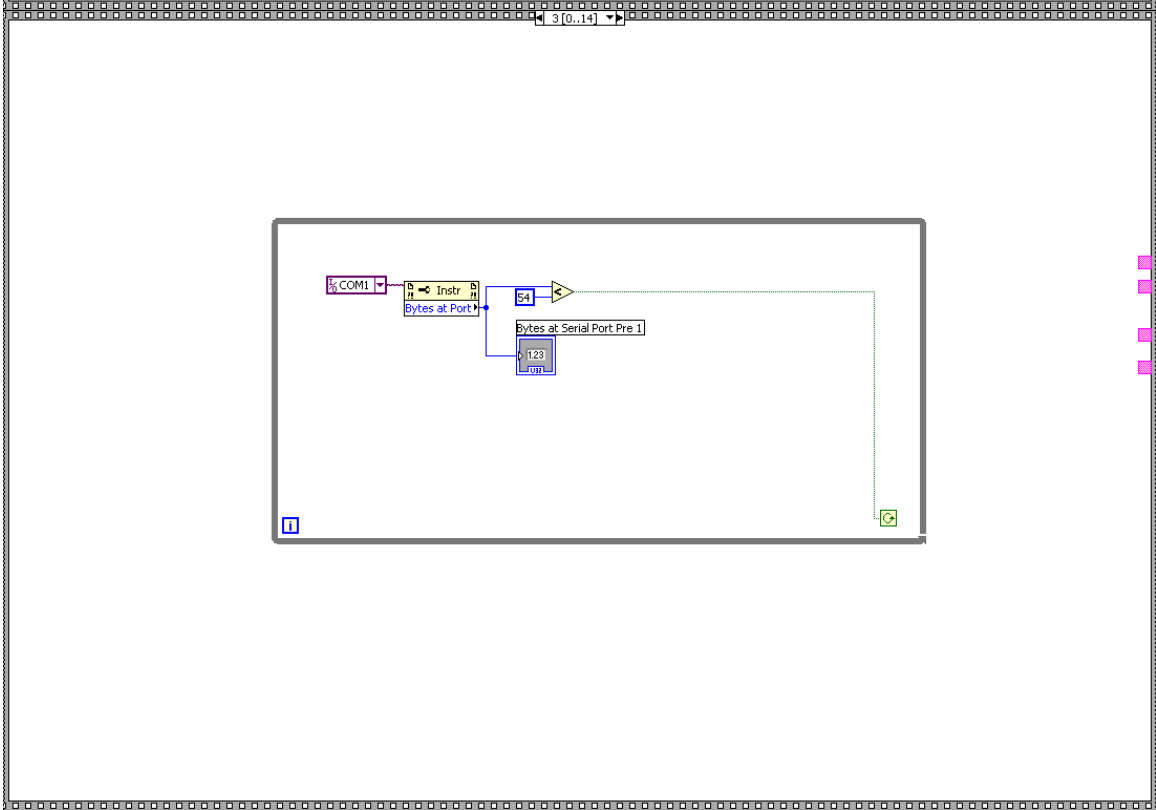 3 [0..14]
COM1
Instr
Bytes at Port
54
<
Bytes at Serial Port Pre 1
1.23
U32
i